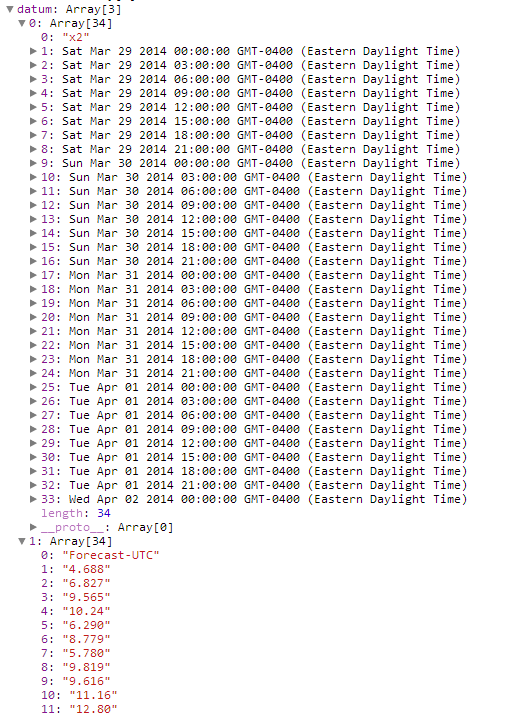 datum: Array[3]
0: Array[34]
0: "x2"
1: Sat Mar 29 2014 00:00:00 GMT-0400 (Eastern Daylight Time)
2: Sat Mar 29 2014 03:00:00 GMT-0400 (Eastern Daylight Time)
3: Sat Mar 29 2014 06:00:00 GMT-0400 (Eastern Daylight Time)
4: Sat Mar 29 2014 09:00:00 GMT-0400 (Eastern Daylight Time)
5: Sat Mar 29 2014 12:00:00 GMT-0400 (Eastern Daylight Time)
6: Sat Mar 29 2014 15:00:00 GMT-0400 (Eastern Daylight Time)
7: Sat Mar 29 2014 18:00:00 GMT-0400 (Eastern Daylight Time)
8: Sat Mar 29 2014 21:00:00 GMT-0400 (Eastern Daylight Time)
9: Sun Mar 30 2014 00:00:00 GMT-0400 (Eastern Daylight Time)
10: Sun Mar 30 2014 03:00:00 GMT-0400 (Eastern Daylight Time)
11: Sun Mar 30 2014 06:00:00 GMT-0400 (Eastern Daylight Time)
12: Sun Mar 30 2014 09:00:00 GMT-0400 (Eastern Daylight Time)
13: Sun Mar 30 2014 12:00:00 GMT-0400 (Eastern Daylight Time)
14: Sun Mar 30 2014 15:00:00 GMT-0400 (Eastern Daylight Time)
15: Sun Mar 30 2014 18:00:00 GMT-0400 (Eastern Daylight Time)
16: Sun Mar 30 2014 21:00:00 GMT-0400 (Eastern Daylight Time)
17: Mon Mar 31 2014 00:00:00 GMT-0400 (Eastern Daylight Time)
18: Mon Mar 31 2014 03:00:00 GMT-0400 (Eastern Daylight Time)
19: Mon Mar 31 2014 06:00:00 GMT-0400 (Eastern Daylight Time)
20: Mon Mar 31 2014 09:00:00 GMT-0400 (Eastern Daylight Time)
21: Mon Mar 31 2014 12:00:00 GMT-0400 (Eastern Daylight Time)
22: Mon Mar 31 2014 15:00:00 GMT-0400 (Eastern Daylight Time)
23: Mon Mar 31 2014 18:00:00 GMT-0400 (Eastern Daylight Time)
24: Mon Mar 31 2014 21:00:00 GMT-0400 (Eastern Daylight Time)
25: Tue Apr 01 2014 00:00:00 GMT-0400 (Eastern Daylight Time)
26: Tue Apr 01 2014 03:00:00 GMT-0400 (Eastern Daylight Time)
27: Tue Apr 01 2014 06:00:00 GMT-0400 (Eastern Daylight Time)
28: Tue Apr 01 2014 09:00:00 GMT-0400 (Eastern Daylight Time)
29: Tue Apr 01 2014 12:00:00 GMT-0400 (Eastern Daylight Time)
30: Tue Apr 01 2014 15:00:00 GMT-0400 (Eastern Daylight Time)
31: Tue Apr 01 2014 18:00:00 GMT-0400 (Eastern Daylight Time)
32: Tue Apr 01 2014 21:00:00 GMT-0400 (Eastern Daylight Time)
33: Wed Apr 02 2014 00:00:00 GMT-0400 (Eastern Daylight Time)
length: 34
__proto__: Array[0]
1: Array[34]
0: "Forecast-UTC"
1: "4.688"
2: "6.827"
3: "9.565"
4: "10.24"
5: "6.290"
6: "8.779"
7: "5.780"
8: "9.819"
9: "9.616"
10: "11.16"
11: "12.80"